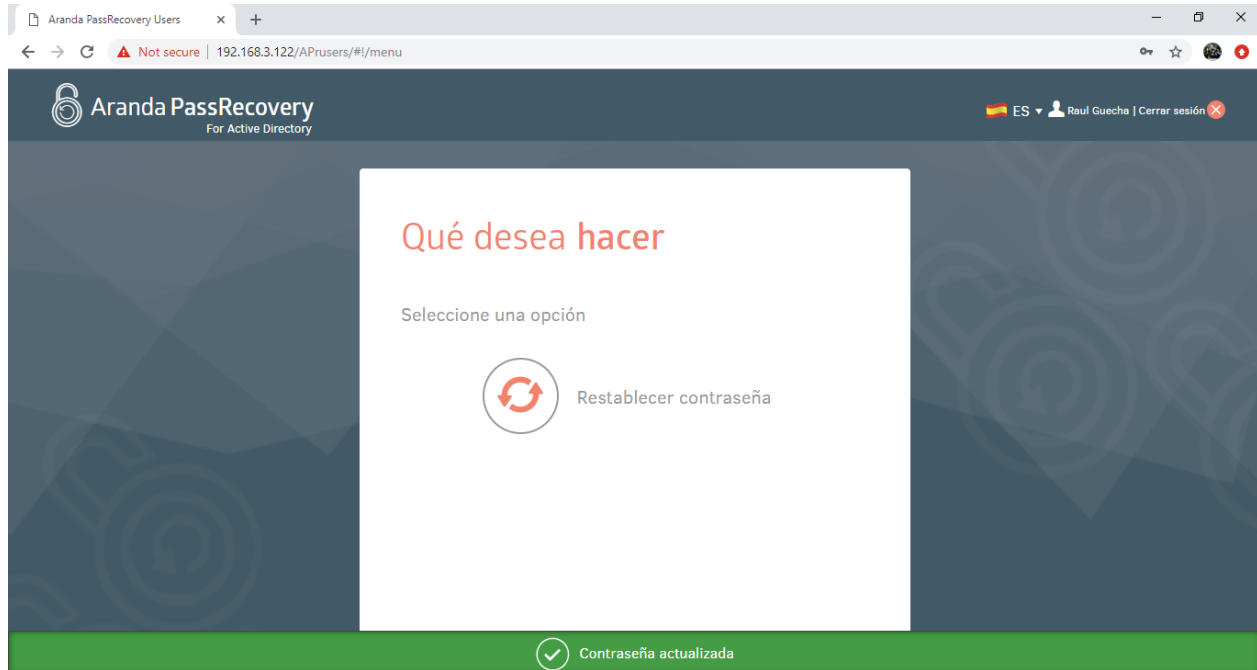 Aranda PassRecovery Users
Not secure | 192.168.3.122/APrusers/#!/menu
Aranda PassRecovery
For Active Directory
ES Raul Guecha | Cerrar sesión
Qué desea hacer
Seleccione una opción
Restablecer contraseña
Contraseña actualizada